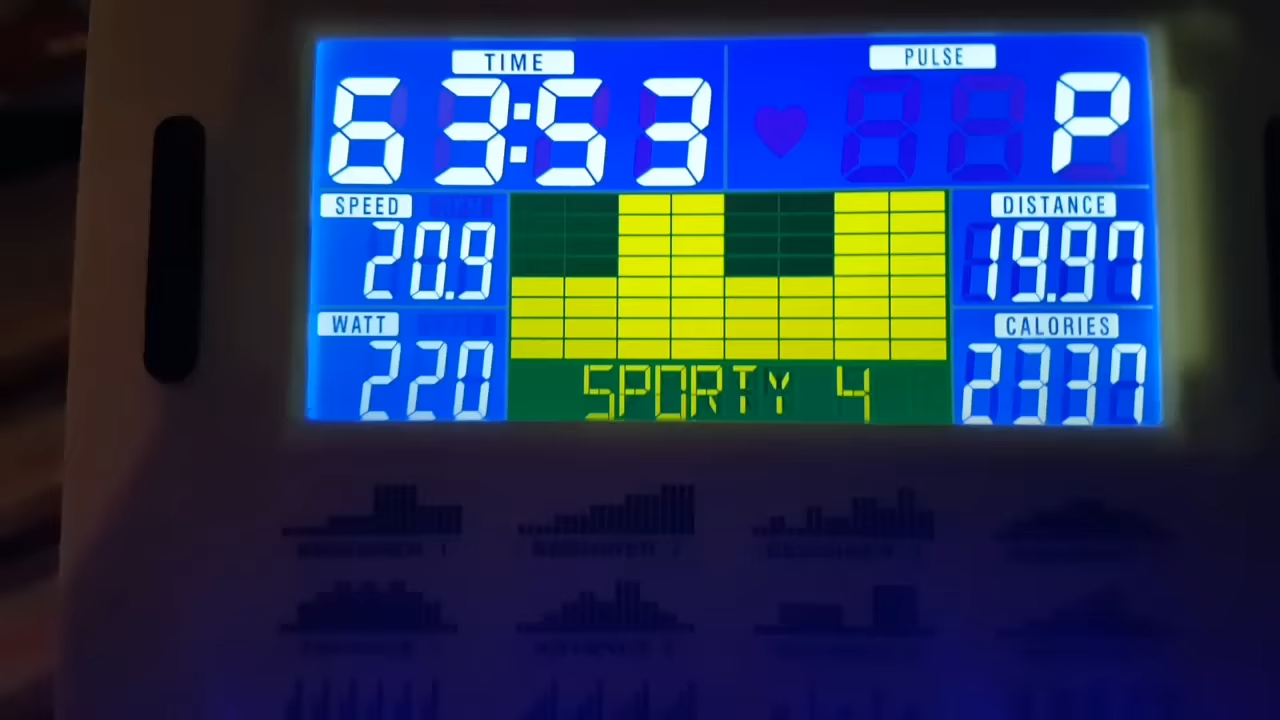 TIME PULSE
63:53 P
SPEED DISTANCE
20.9 19.97
WATT CALORIES
220 2337
SPORTY 4